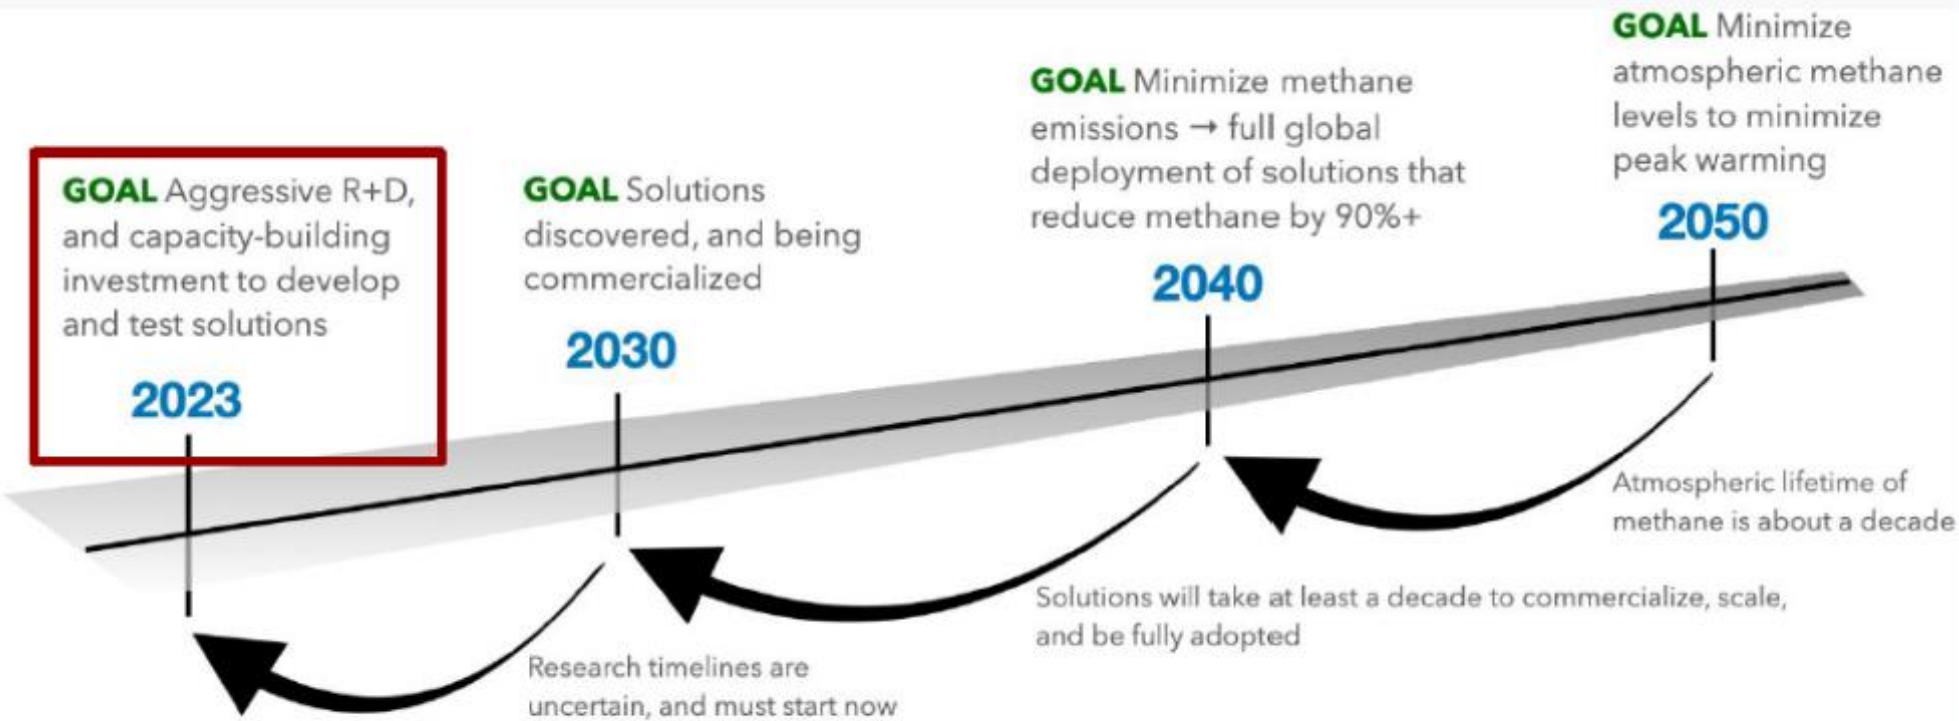 GOAL Aggressive R+D,
and capacity-building
investment to develop
and test solutions
2023
GOAL Solutions
discovered, and being
commercialized
2030
GOAL Minimize methane
emissions → full global
deployment of solutions that
reduce methane by 90%+
2040
GOAL Minimize
atmospheric methane
levels to minimize
peak warming
2050
Atmospheric lifetime of
methane is about a decade
Solutions will take at least a decade to commercialize, scale,
and be fully adopted
Research timelines are
uncertain, and must start now